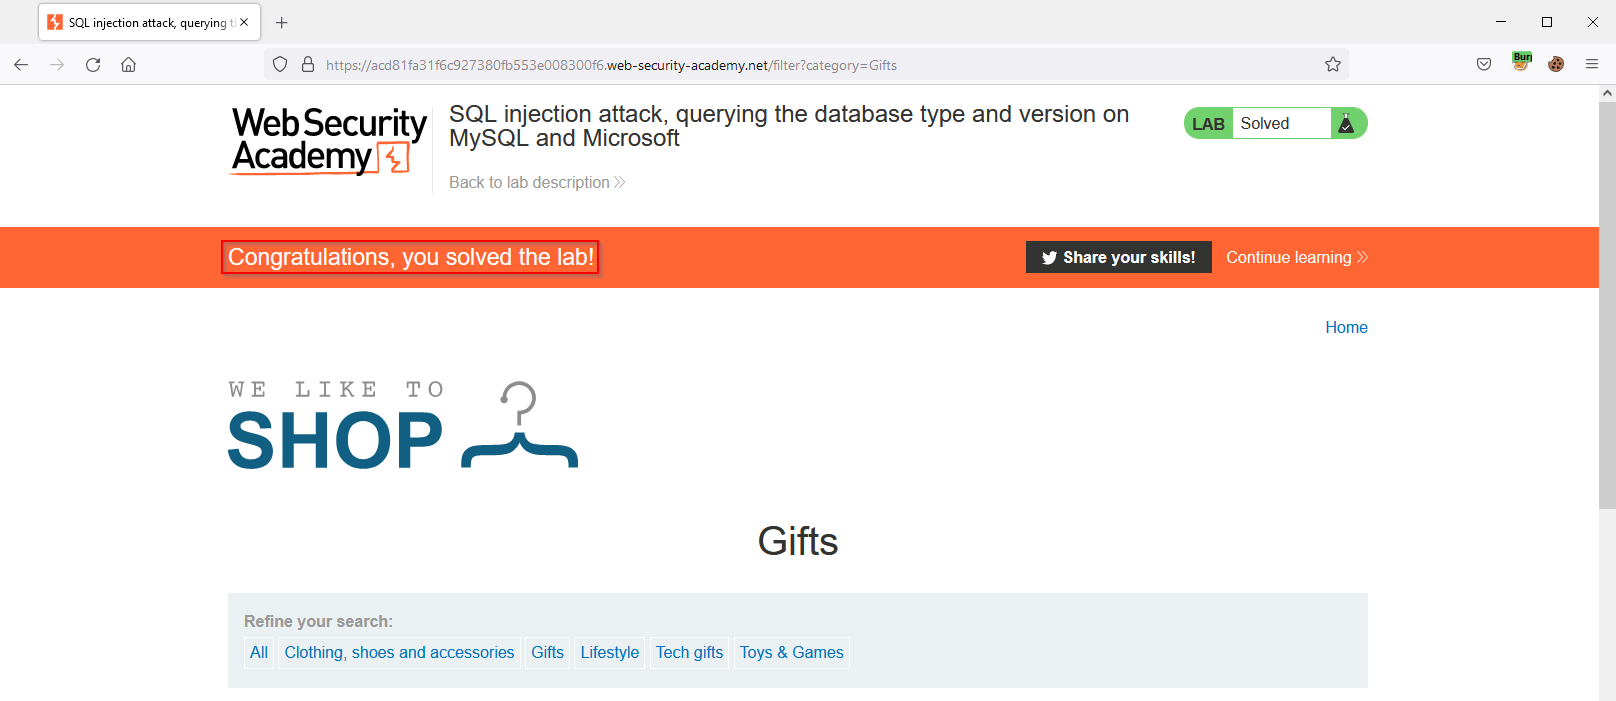 SQL injection attack, querying t
https://acd81fa31f6c927380fb553e008300f6.web-security-academy.net/filter?category=Gifts
Bur
Web Security
Academy
SQL injection attack, querying the database type and version on
MySQL and Microsoft
Back to lab description
LAB Solved
Congratulations, you solved the lab!
Share your skills!
Continue learning
Home
WE LIKE TO
SHOP
Gifts
Refine your search:
All Clothing, shoes and accessories Gifts Lifestyle Tech gifts Toys & Games